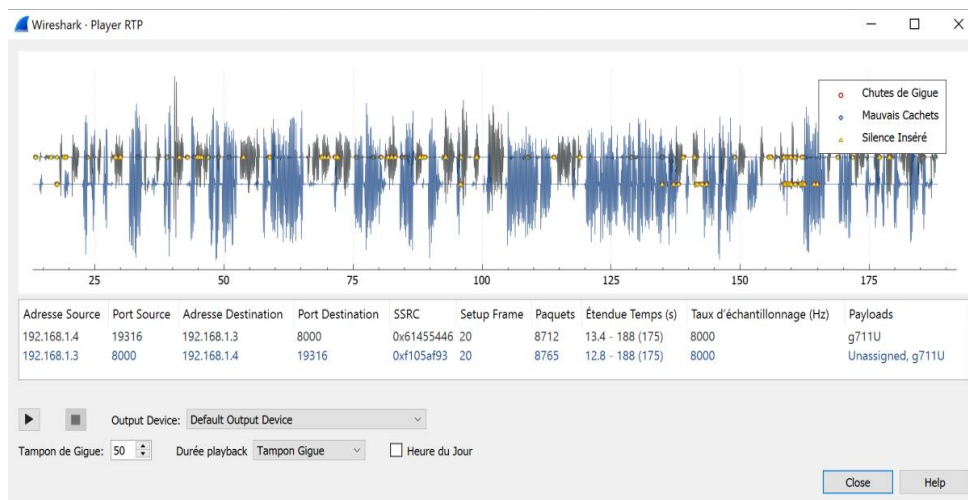 Wireshark · Player RTP
Chutes de Gigue
Mauvais Cachets
Silence Inséré
25 50 75 100 125 150 175
Adresse Source Port Source Adresse Destination Port Destination SSRC Setup Frame Paquets Étendue Temps (s) Taux d'échantillonnage (Hz) Payloads
192.168.1.4 19316 192.168.1.3 8000 0x61455446 20 8712 13.4 - 188 (175) 8000 g711U
192.168.1.3 8000 192.168.1.4 19316 0xf105af93 20 8765 12.8 - 188 (175) 8000 Unassigned, g711U
Output Device: Default Output Device
Tampon de Gigue: 50 Durée playback Tampon Gigue Heure du Jour
Close Help